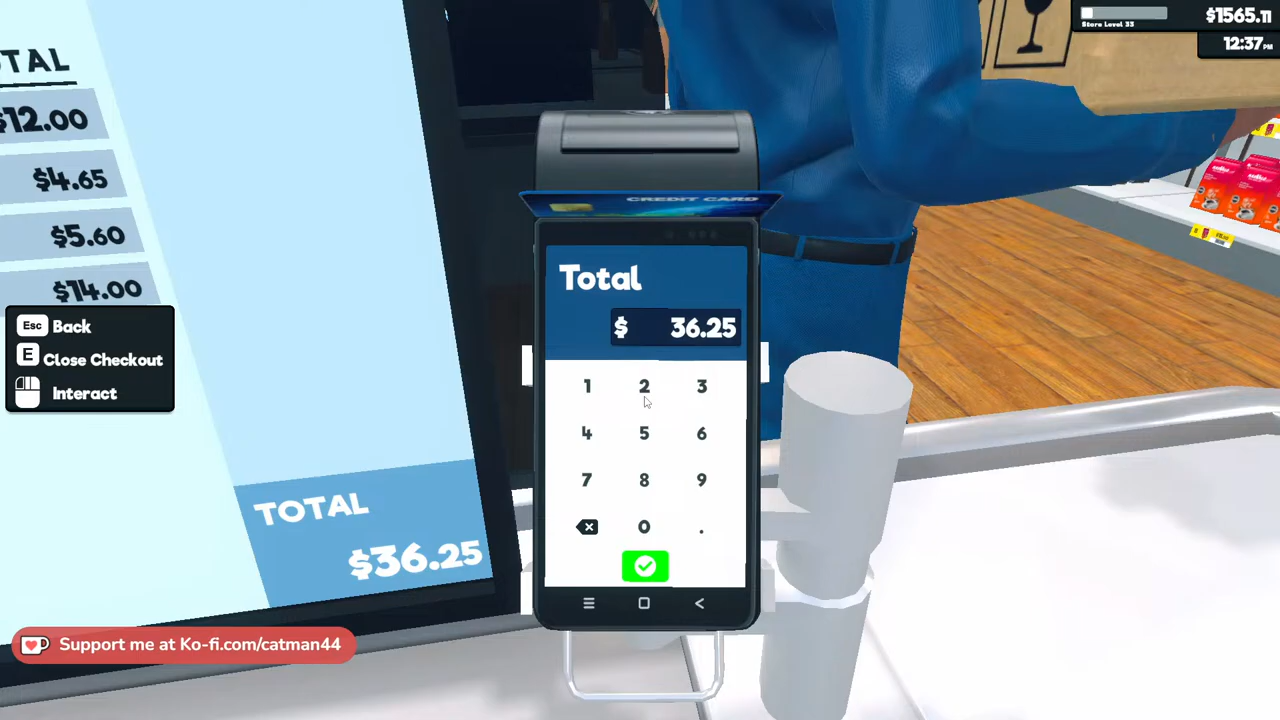 $1565.11
Store Level 33
12:37PM
OTAL
$12.00
$4.65
$5.60
$14.00
Esc Back
E Close Checkout
Interact
TOTAL
$36.25
CREDIT CARD
Total
$ 36.25
1 2 3
4 5 6
7 8 9
0 .
Support me at Ko-fi.com/catman44